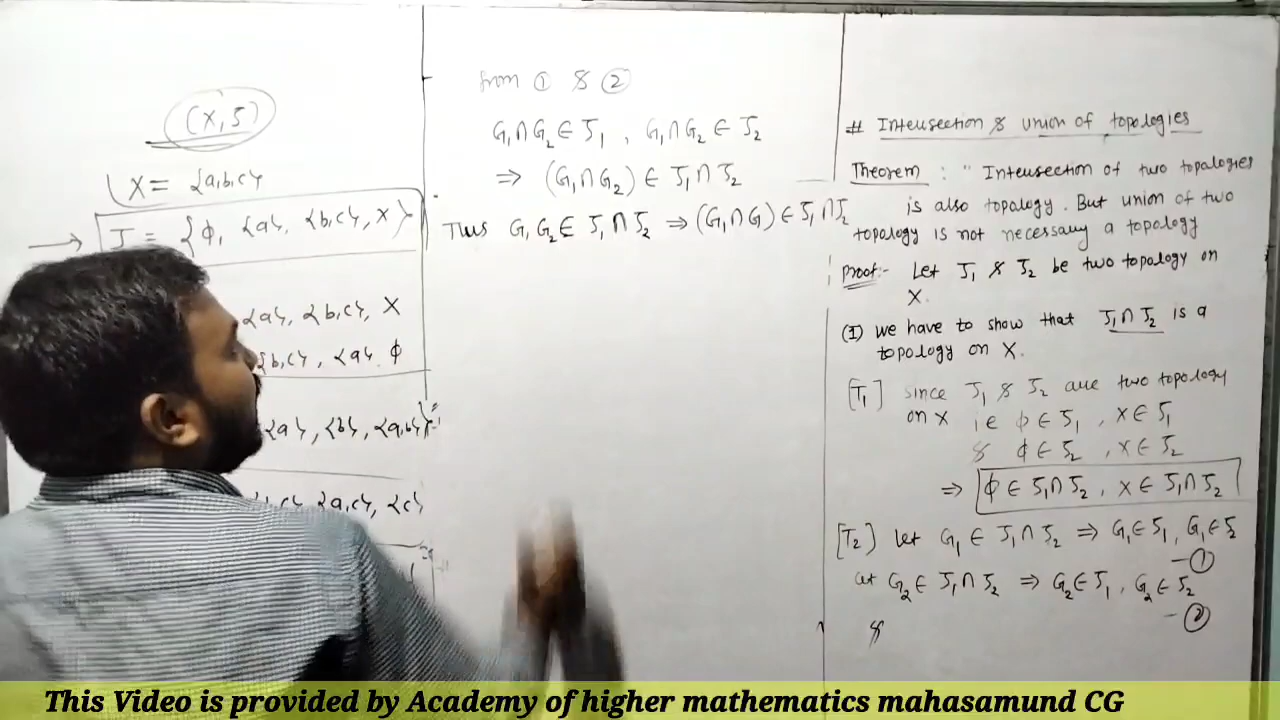 (X, J)
X = {a,b,c}
J = {ϕ, {a}, {b,c}, X}
{a}, {b,c}, X
{b,c}, {a}, ϕ
{a}, {b}, {a,b}
{a,c}, {c}
from ① & ②
G₁∩G₂ ∈ J₁ , G₁∩G₂ ∈ J₂
⇒ (G₁∩G₂) ∈ J₁∩J₂
Thus G₁ G₂ ∈ J₁∩J₂ ⇒ (G₁∩G) ∈ J₁∩J₂
# Intersection & union of topologies
Theorem : " Intersection of two topalogies
is also topology. But union of two
topology is not necessary a topology
Proof:- Let J₁ & J₂ be two topology on
X.
(I) we have to show that J₁∩J₂ is a
topology on X.
[T₁] since J₁ & J₂ are two topology
on X ie ϕ ∈ J₁ , X ∈ J₁
& ϕ ∈ J₂ , X ∈ J₂
⇒ ϕ ∈ J₁∩J₂ , X ∈ J₁∩J₂
[T₂] Let G₁ ∈ J₁∩J₂ ⇒ G₁∈J₁, G₁∈J₂
—①
Let G₂ ∈ J₁∩J₂ ⇒ G₂∈J₁, G₂∈J₂
—②
&
This Video is provided by Academy of higher mathematics mahasamund CG